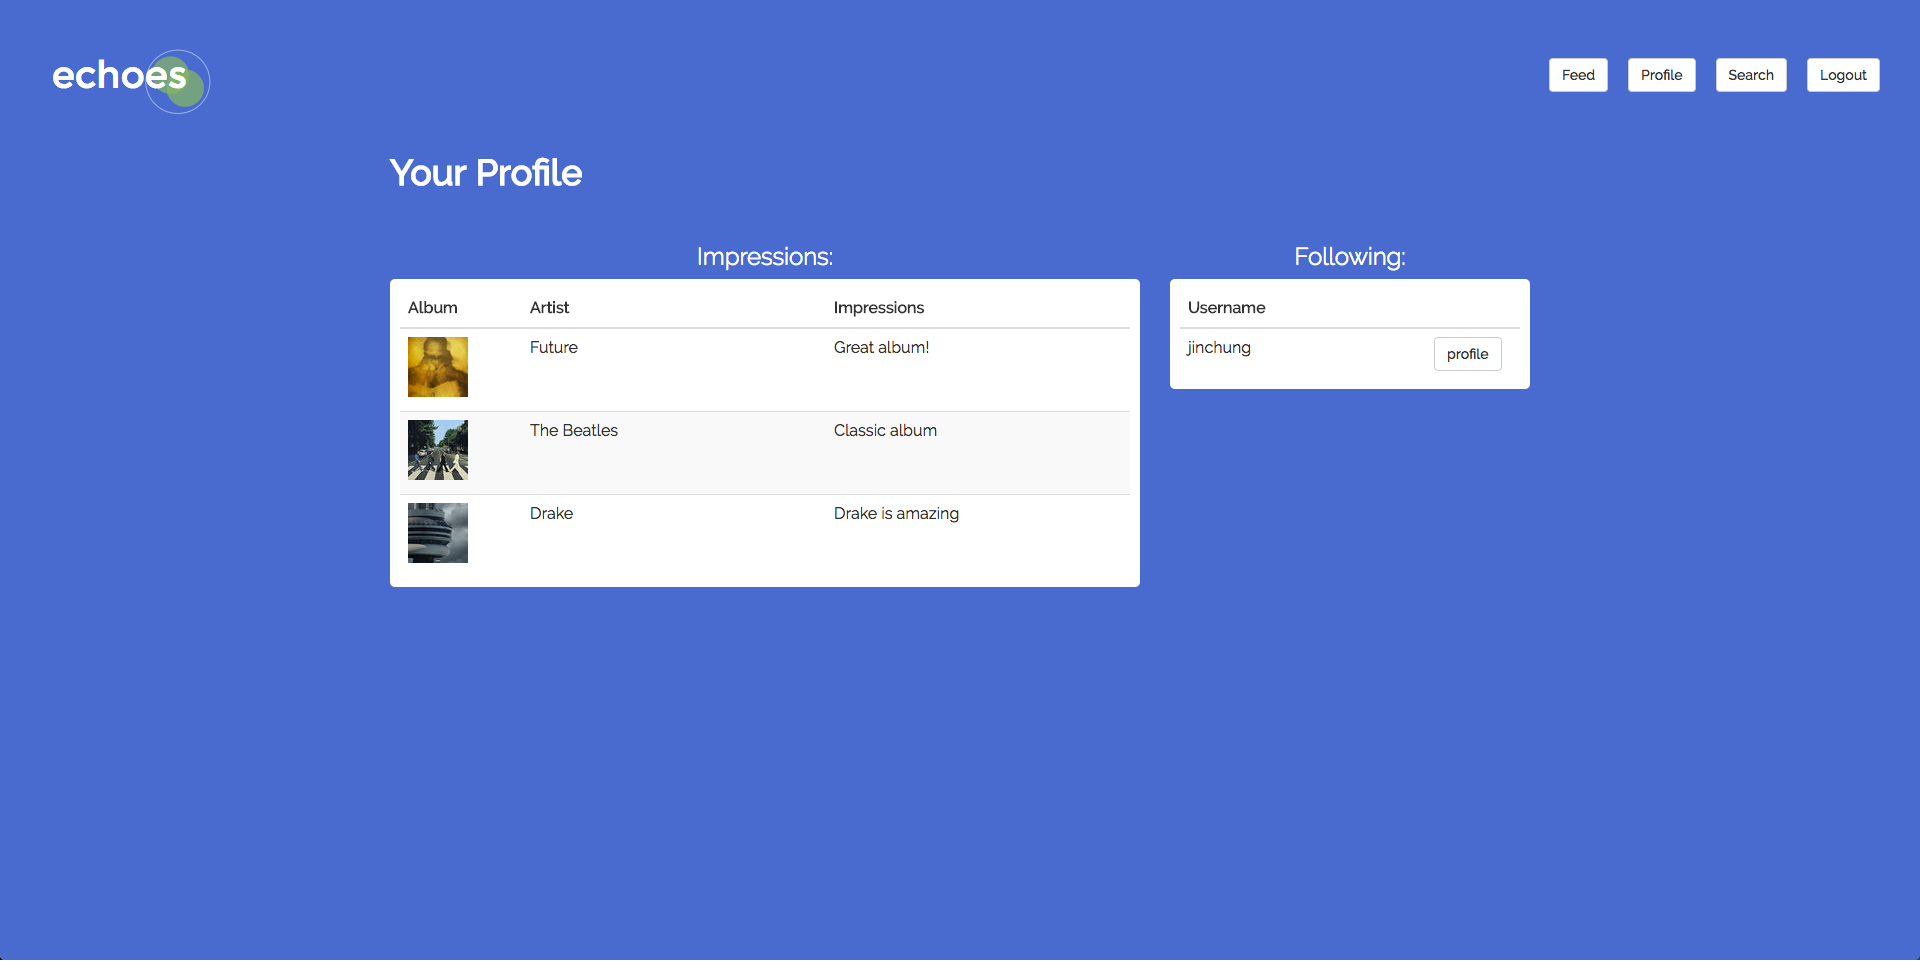 echoes
Feed Profile Search Logout
Your Profile
Impressions:
Album Artist Impressions
Future Great album!
The Beatles Classic album
Drake Drake is amazing
Following:
Username
jinchung profile